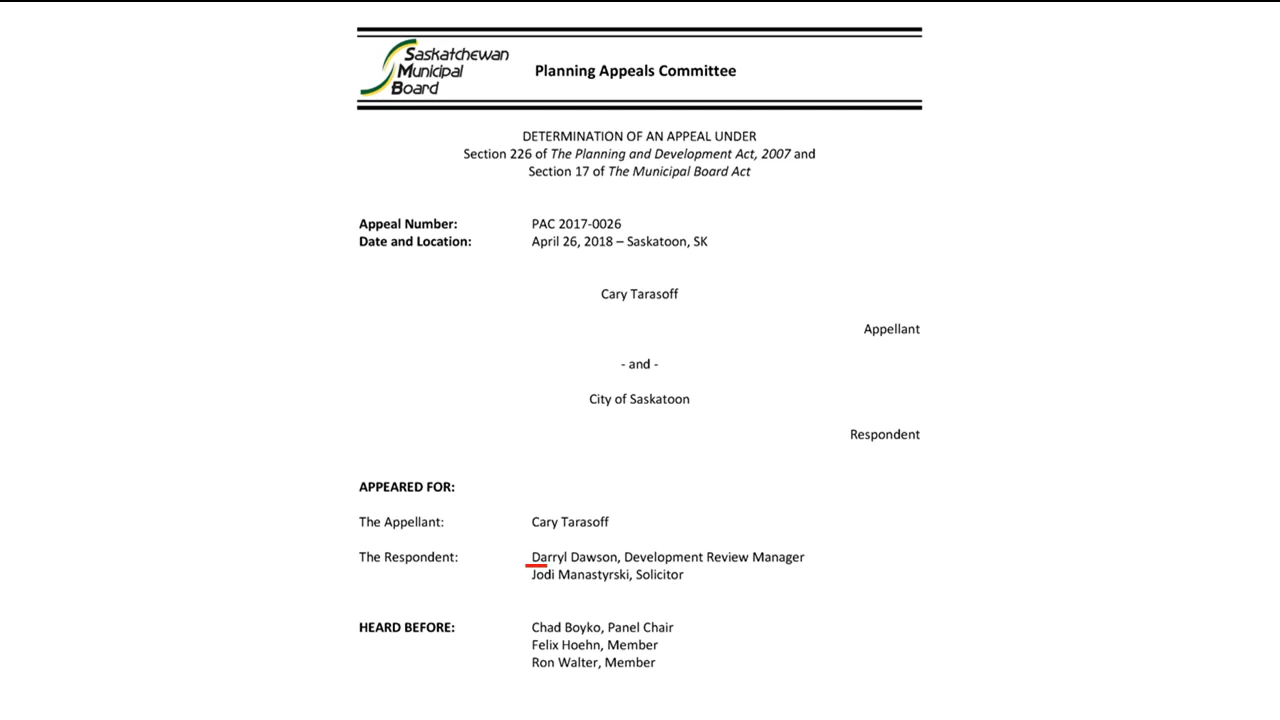 Saskatchewan
Municipal
Board
Planning Appeals Committee
DETERMINATION OF AN APPEAL UNDER
Section 226 of The Planning and Development Act, 2007 and
Section 17 of The Municipal Board Act
Appeal Number: PAC 2017-0026
Date and Location: April 26, 2018 – Saskatoon, SK
Cary Tarasoff
Appellant
- and -
City of Saskatoon
Respondent
APPEARED FOR:
The Appellant: Cary Tarasoff
The Respondent: Darryl Dawson, Development Review Manager
Jodi Manastyrski, Solicitor
HEARD BEFORE: Chad Boyko, Panel Chair
Felix Hoehn, Member
Ron Walter, Member